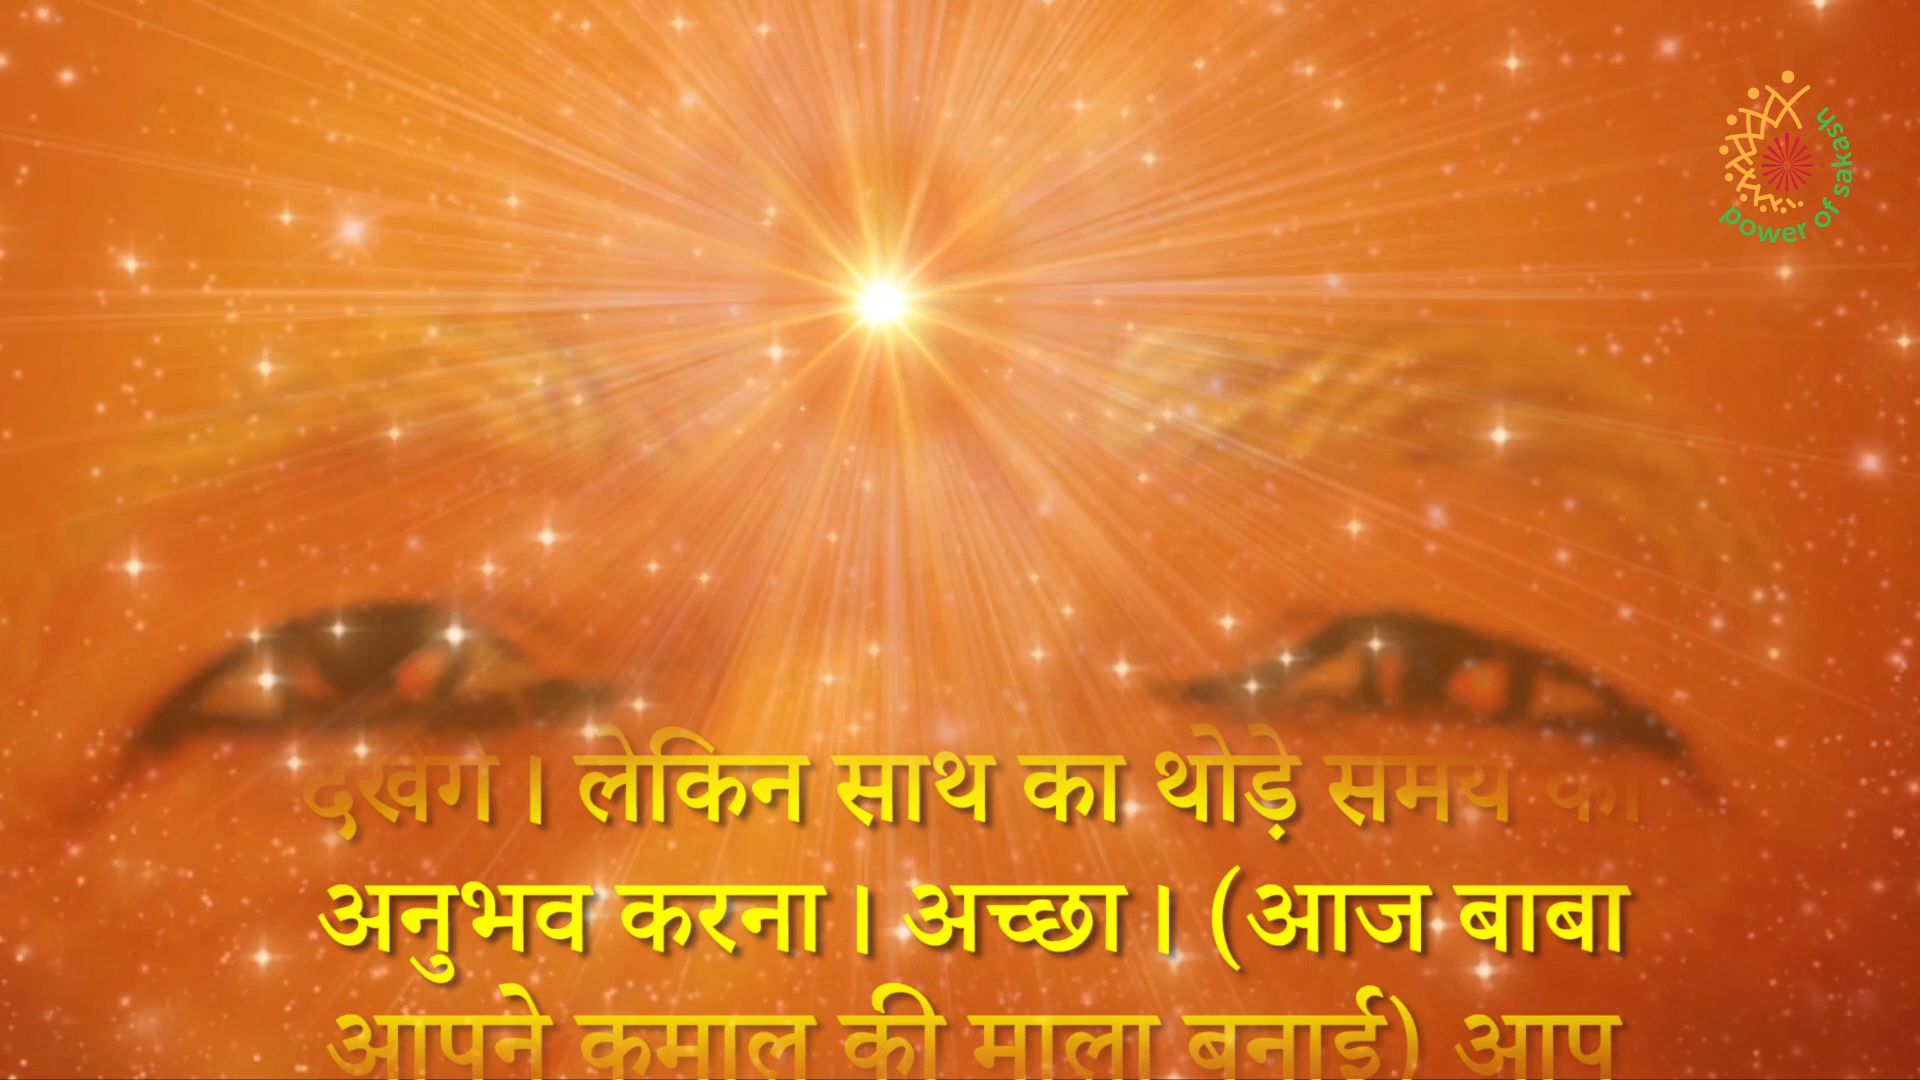 power of sakash
देखेंगे। लेकिन साथ का थोड़े समय का
अनुभव करना। अच्छा। (आज बाबा
आपने कमाल की माला बनाई) आप